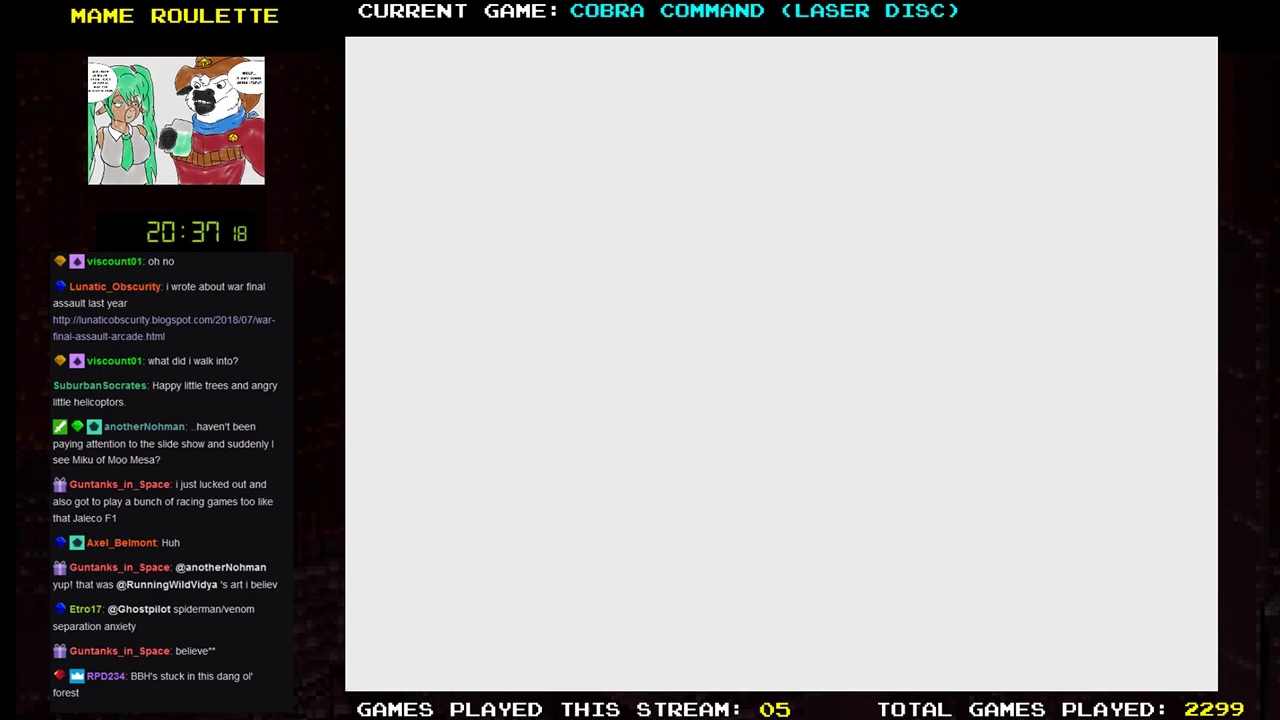 MAME ROULETTE
CURRENT GAME: COBRA COMMAND (LASER DISC)
20:37 18
viscount01: oh no
Lunatic_Obscurity: i wrote about war final
assault last year
http://lunaticobscurity.blogspot.com/2018/07/war-
final-assault-arcade.html
viscount01: what did i walk into?
SuburbanSocrates: Happy little trees and angry
little helicoptors.
anotherNohman: ..haven't been
paying attention to the slide show and suddenly I
see Miku of Moo Mesa?
Guntanks_in_Space: i just lucked out and
also got to play a bunch of racing games too like
that Jaleco F1
Axel_Belmont: Huh
Guntanks_in_Space: @anotherNohman
yup! that was @RunningWildVidya 's art i believ
Etro17: @Ghostpilot spiderman/venom
separation anxiety
Guntanks_in_Space: believe**
RPD234: BBH's stuck in this dang ol'
forest
GAMES PLAYED THIS STREAM: 05
TOTAL GAMES PLAYED: 2299